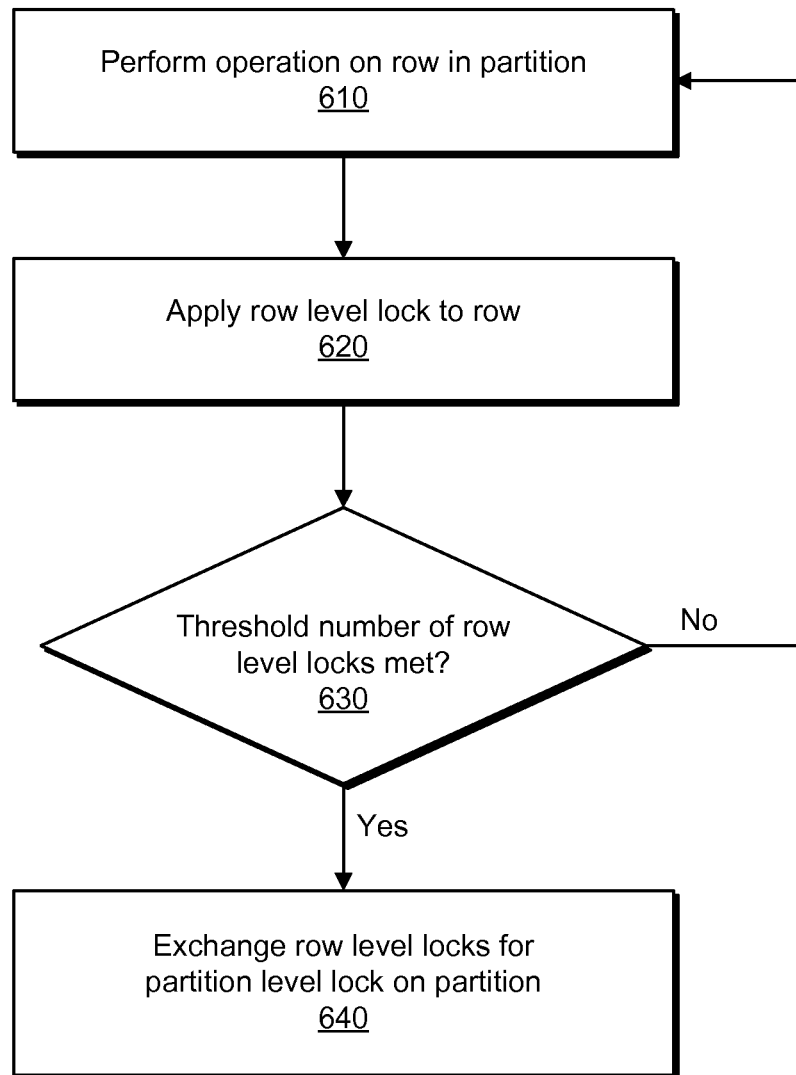 Perform operation on row in partition
610
Apply row level lock to row
620
Threshold number of row
level locks met?
630
No
Yes
Exchange row level locks for
partition level lock on partition
640